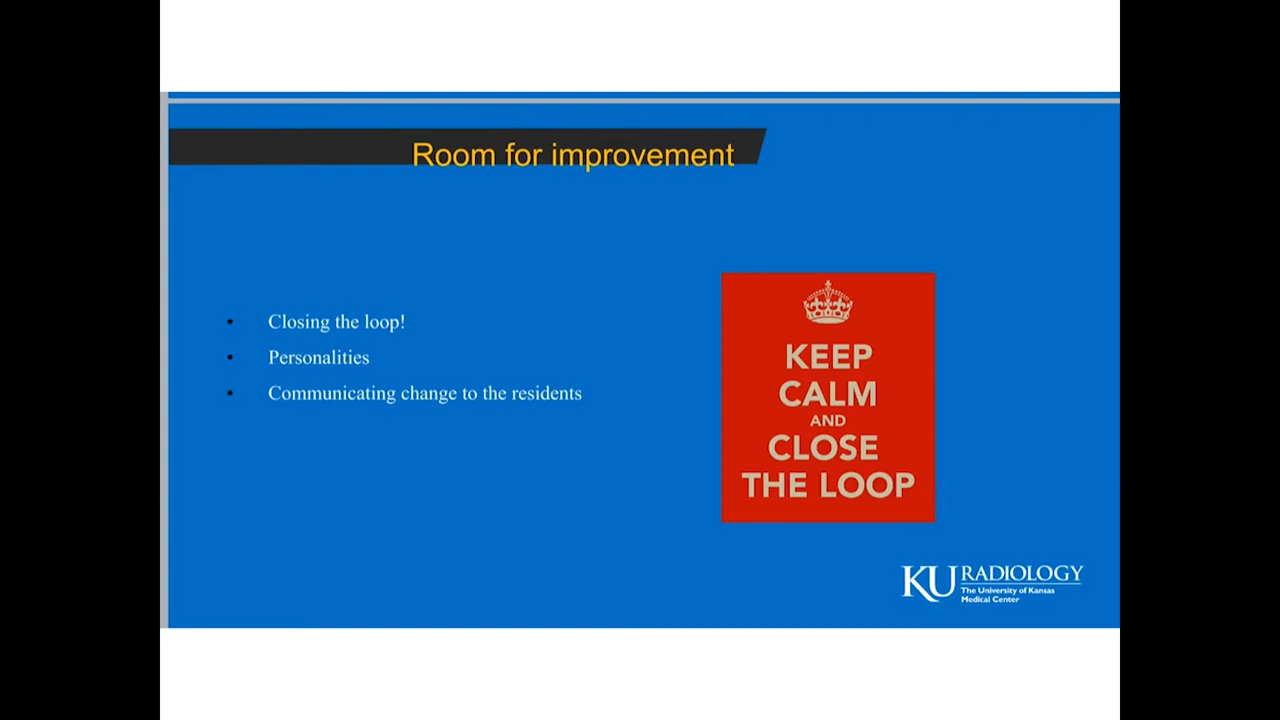 Room for improvement
• Closing the loop!
• Personalities
• Communicating change to the residents
KEEP
CALM
AND
CLOSE
THE LOOP
KU RADIOLOGY
The University of Kansas
Medical Center